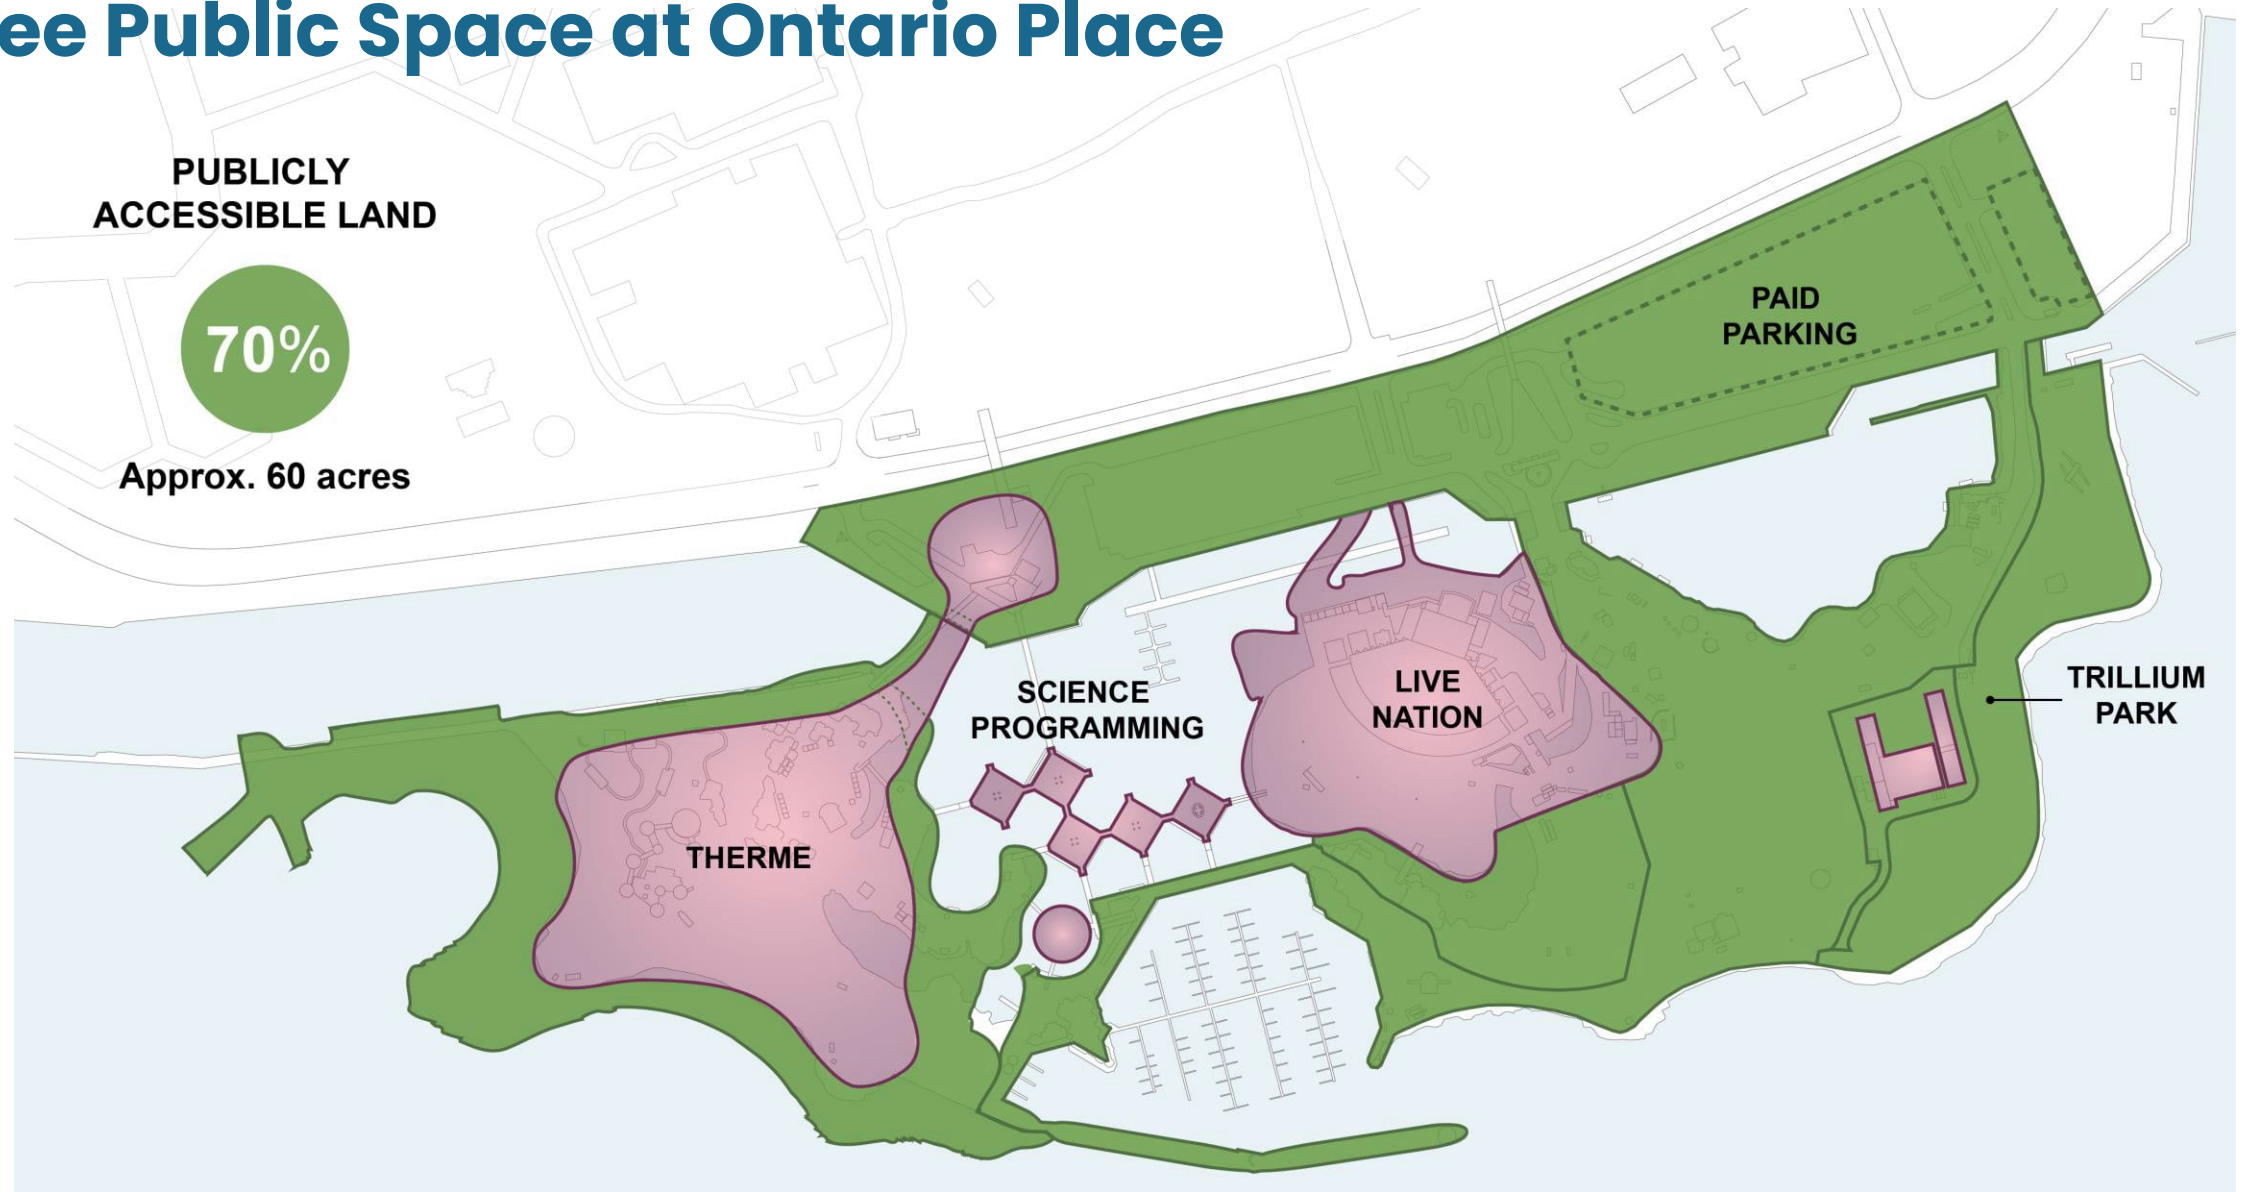 ee Public Space at Ontario Place
PUBLICLY
ACCESSIBLE LAND
70%
Approx. 60 acres
PAID
PARKING
SCIENCE
PROGRAMMING
LIVE
NATION
TRILLIUM
PARK
THERME